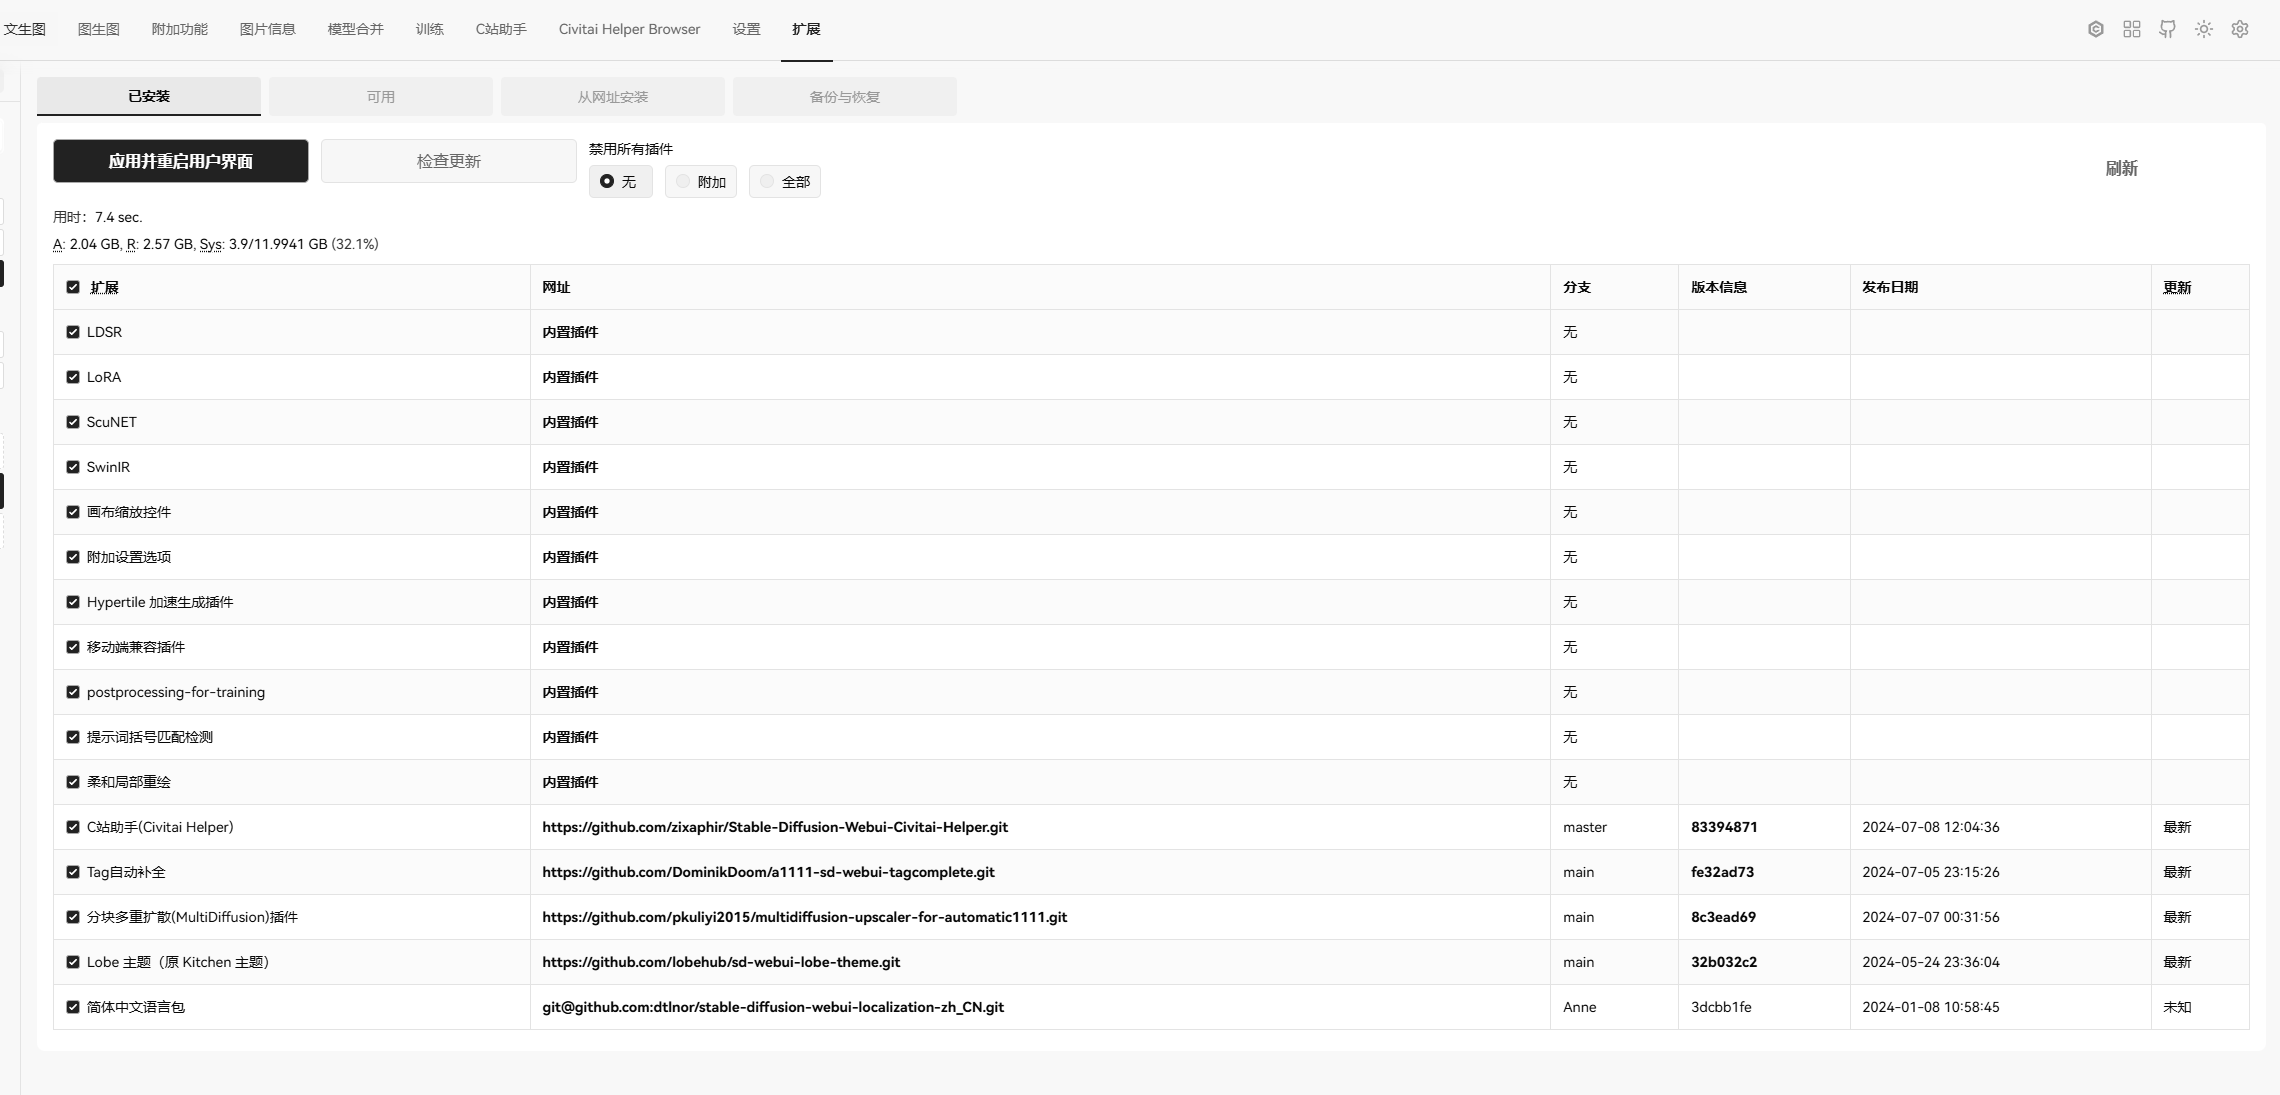 文生图 图生图 附加功能 图片信息 模型合并 训练 C站助手 Civitai Helper Browser 设置 扩展
已安装 可用 从网址安装 备份与恢复
应用并重启用户界面 检查更新 禁用所有插件
无 附加 全部 刷新
用时：7.4 sec.
A: 2.04 GB, R: 2.57 GB, Sys: 3.9/11.9941 GB (32.1%)
扩展 网址 分支 版本信息 发布日期 更新
LDSR 内置插件 无
LoRA 内置插件 无
ScuNET 内置插件 无
SwinIR 内置插件 无
画布缩放控件 内置插件 无
附加设置选项 内置插件 无
Hypertile 加速生成插件 内置插件 无
移动端兼容插件 内置插件 无
postprocessing-for-training 内置插件 无
提示词括号匹配检测 内置插件 无
柔和局部重绘 内置插件 无
C站助手(Civitai Helper) https://github.com/zixaphir/Stable-Diffusion-Webui-Civitai-Helper.git master 83394871 2024-07-08 12:04:36 最新
Tag自动补全 https://github.com/DominikDoom/a1111-sd-webui-tagcomplete.git main fe32ad73 2024-07-05 23:15:26 最新
分块多重扩散(MultiDiffusion)插件 https://github.com/pkuliyi2015/multidiffusion-upscaler-for-automatic1111.git main 8c3ead69 2024-07-07 00:31:56 最新
Lobe 主题（原 Kitchen 主题） https://github.com/lobehub/sd-webui-lobe-theme.git main 32b032c2 2024-05-24 23:36:04 最新
简体中文语言包 git@github.com:dtlnor/stable-diffusion-webui-localization-zh_CN.git Anne 3dcbb1fe 2024-01-08 10:58:45 未知